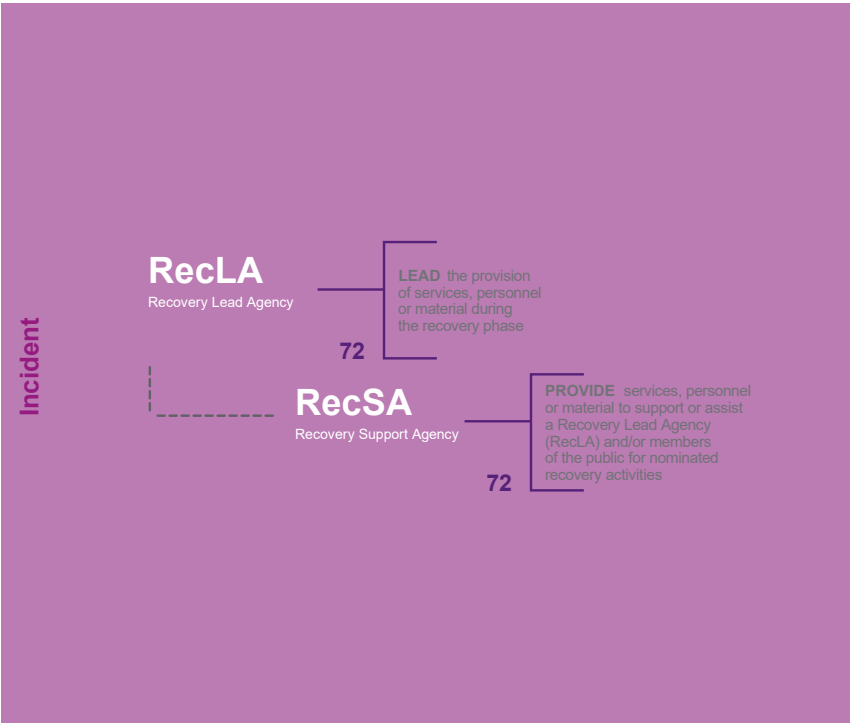 Incident
RecLA
Recovery Lead Agency
72
LEAD the provision
of services, personnel
or material during
the recovery phase
RecSA
Recovery Support Agency
72
PROVIDE services, personnel
or material to support or assist
a Recovery Lead Agency
(RecLA) and/or members
of the public for nominated
recovery activities